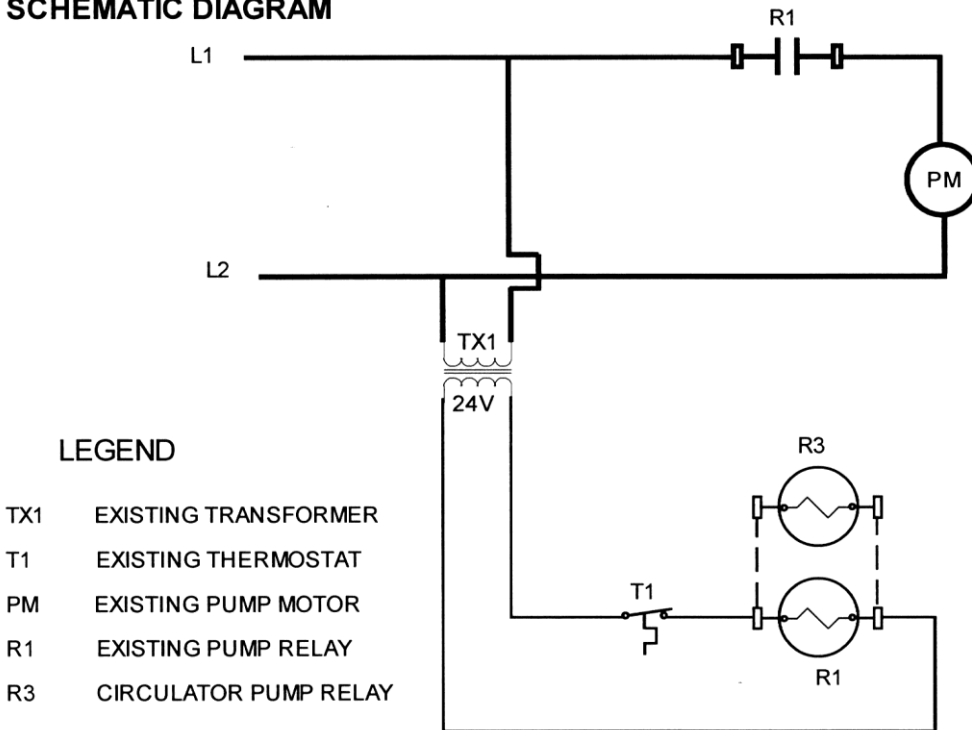 SCHEMATIC DIAGRAM
R1
L1
PM
L2
TX1
24V
LEGEND
R3
TX1 EXISTING TRANSFORMER
T1 EXISTING THERMOSTAT
T1
PM EXISTING PUMP MOTOR
R1 EXISTING PUMP RELAY
R1
R3 CIRCULATOR PUMP RELAY